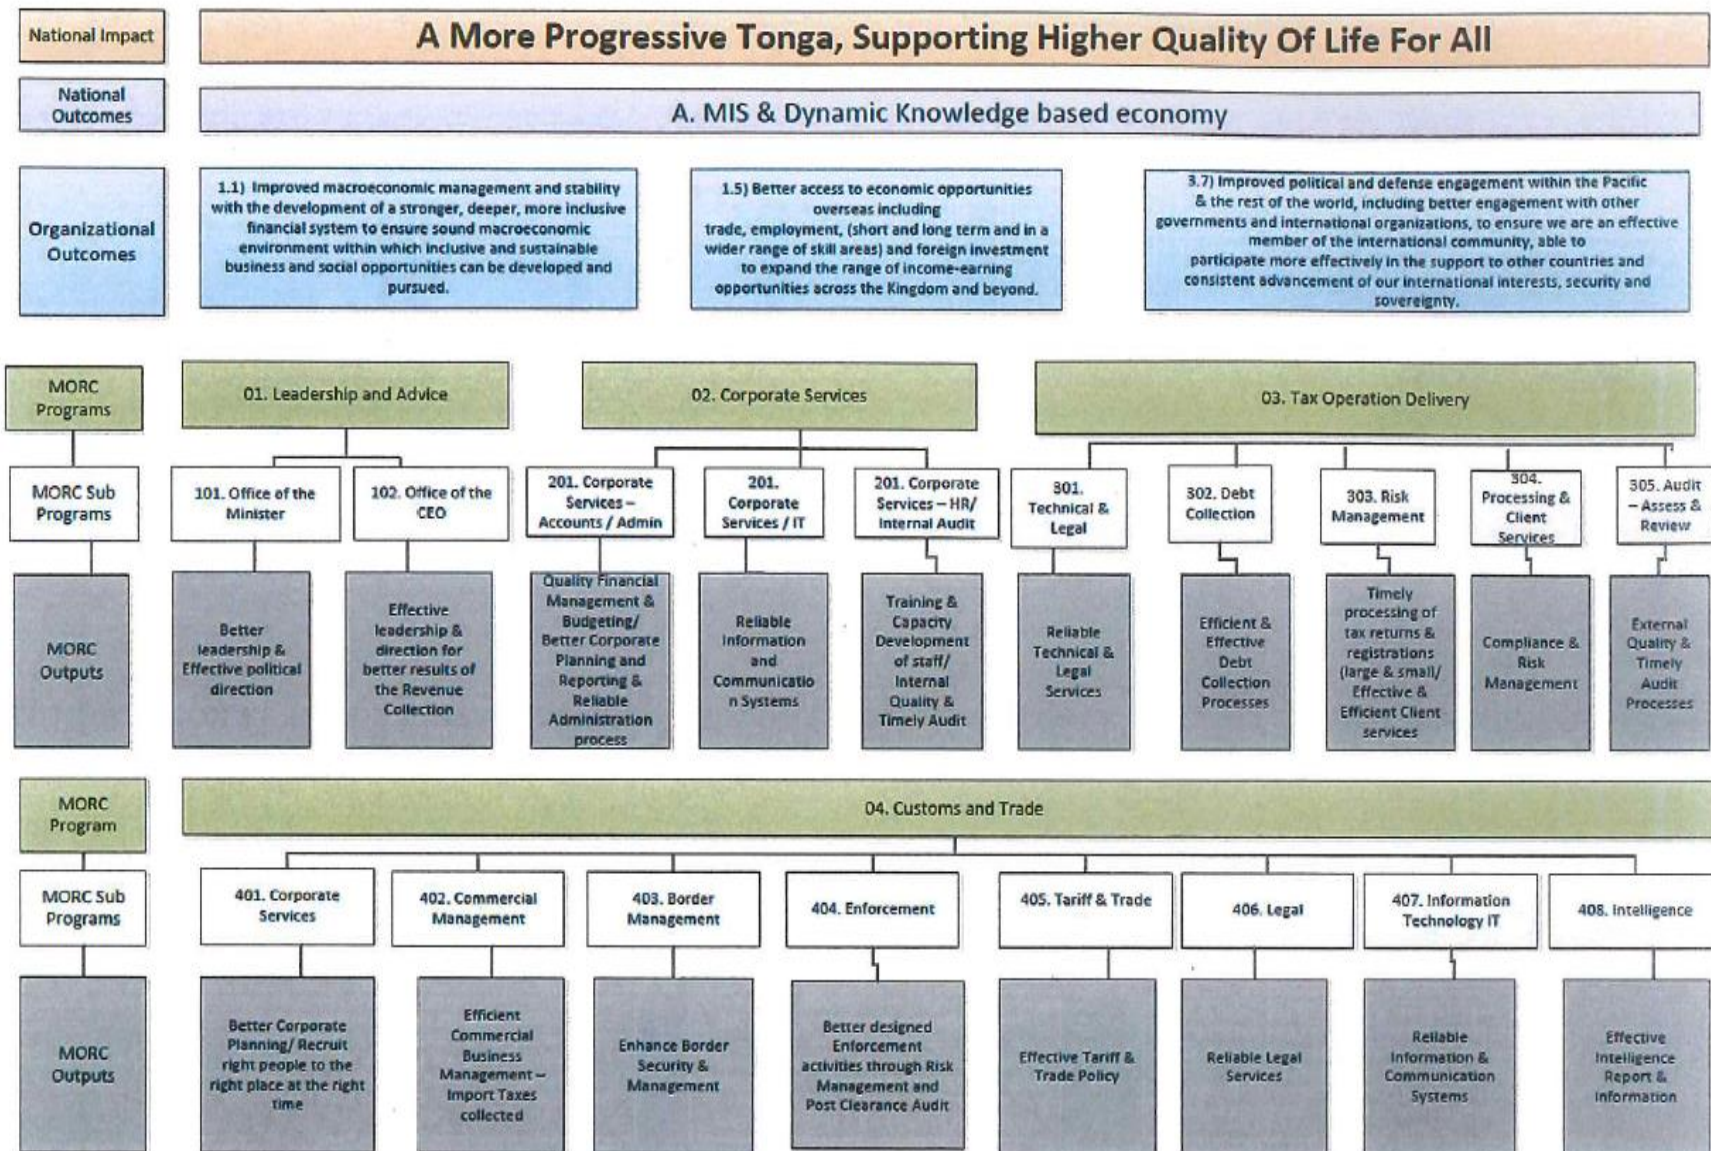 National Impact
A More Progressive Tonga, Supporting Higher Quality Of Life For All
National
Outcomes
A. MIS & Dynamic Knowledge based economy
Organizational
Outcomes
1.1) Improved macroeconomic management and stability
with the development of a stronger, deeper, more inclusive
financial system to ensure sound macroeconomic
environment within which inclusive and sustainable
business and social opportunities can be developed and
pursued.
1.5) Better access to economic opportunities
overseas including
trade, employment, (short and long term and in a
wider range of skill areas) and foreign investment
to expand the range of income-earning
opportunities across the Kingdom and beyond.
3.7) Improved political and defense engagement within the Pacific
& the rest of the world, including better engagement with other
governments and international organizations, to ensure we are an effective
member of the international community, able to
participate more effectively in the support to other countries and
consistent advancement of our international interests, security and
sovereignty.
MORC
Programs
01. Leadership and Advice
02. Corporate Services
03. Tax Operation Delivery
MORC Sub
Programs
101. Office of the
Minister
102. Office of the
CEO
201. Corporate
Services –
Accounts / Admin
201.
Corporate
Services / IT
201. Corporate
Services – HR/
Internal Audit
301.
Technical &
Legal
302. Debt
Collection
303. Risk
Management
304.
Processing &
Client
Services
305. Audit
– Assess &
Review
MORC
Outputs
Better
leadership &
Effective political
direction
Effective
leadership &
direction for
better results of
the Revenue
Collection
Quality Financial
Management &
Budgeting/
Better Corporate
Planning and
Reporting &
Reliable
Administration
process
Reliable
Information
and
Communicatio
n Systems
Training &
Capacity
Development
of staff/
Internal
Quality &
Timely Audit
Reliable
Technical &
Legal
Services
Efficient &
Effective
Debt
Collection
Processes
Timely
processing of
tax returns &
registrations
(large & small/
Effective &
Efficient Client
services
Compliance &
Risk
Management
External
Quality &
Timely
Audit
Processes
MORC
Program
04. Customs and Trade
MORC Sub
Programs
401. Corporate
Services
402. Commercial
Management
403. Border
Management
404. Enforcement
405. Tariff & Trade
406. Legal
407. Information
Technology IT
408. Intelligence
MORC
Outputs
Better Corporate
Planning/ Recruit
right people to the
right place at the right
time
Efficient
Commercial
Business
Management –
Import Taxes
collected
Enhance Border
Security &
Management
Better designed
Enforcement
activities through Risk
Management and
Post Clearance Audit
Effective Tariff &
Trade Policy
Reliable Legal
Services
Reliable
Information &
Communication
Systems
Effective
Intelligence
Report &
Information